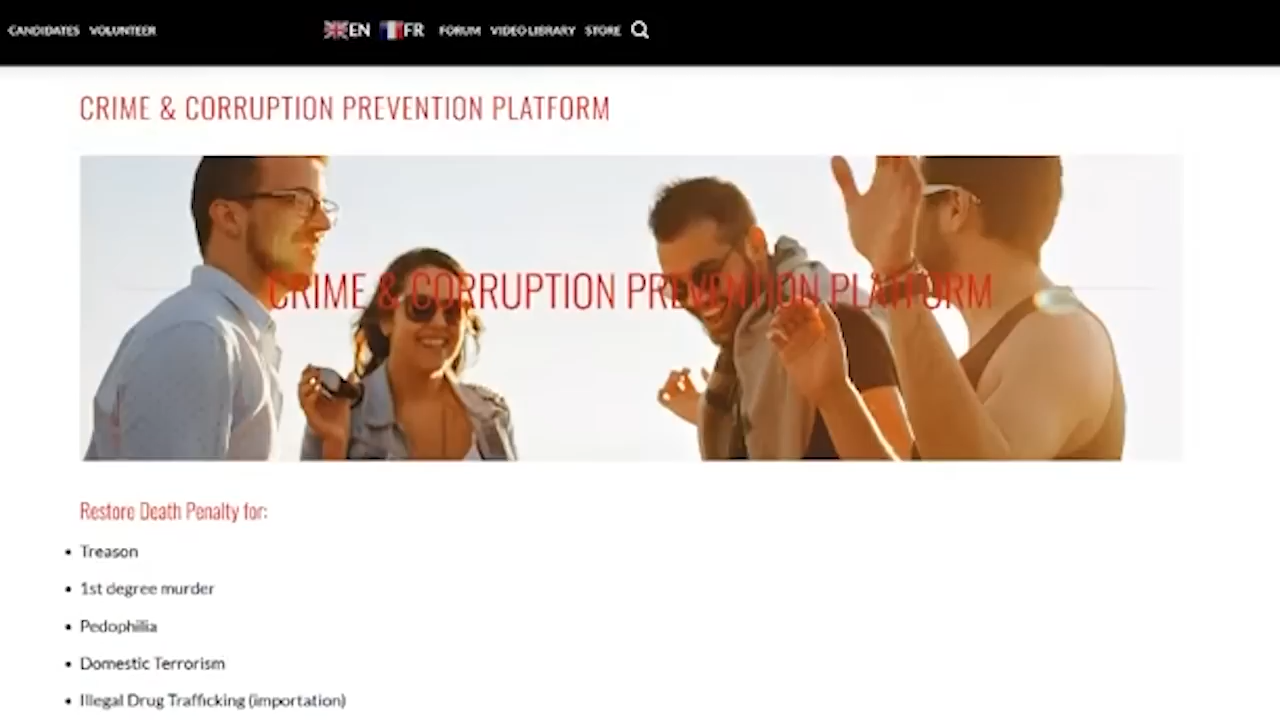 CANDIDATES VOLUNTEER EN FR FORUM VIDEO LIBRARY STORE
CRIME & CORRUPTION PREVENTION PLATFORM
CRIME & CORRUPTION PREVENTION PLATFORM
Restore Death Penalty for:
• Treason
• 1st degree murder
• Pedophilia
• Domestic Terrorism
• Illegal Drug Trafficking (importation)